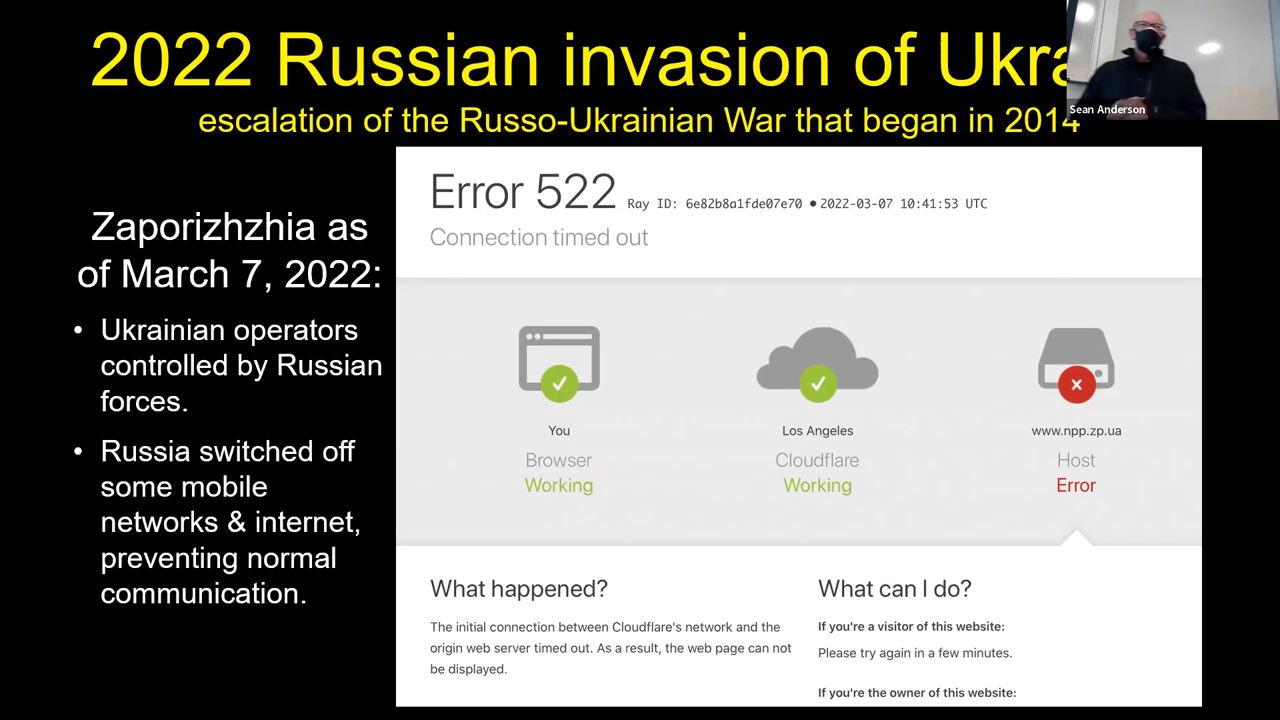 2022 Russian invasion of Ukra
escalation of the Russo-Ukrainian War that began in 2014
Sean Anderson
Zaporizhzhia as
of March 7, 2022:
• Ukrainian operators
controlled by Russian
forces.
• Russia switched off
some mobile
networks & internet,
preventing normal
communication.
Error 522 Ray ID: 6e82b8a1fde07e70 • 2022-03-07 10:41:53 UTC
Connection timed out
You
Browser
Working
Los Angeles
Cloudflare
Working
www.npp.zp.ua
Host
Error
What happened?
The initial connection between Cloudflare's network and the
origin web server timed out. As a result, the web page can not
be displayed.
What can I do?
If you're a visitor of this website:
Please try again in a few minutes.
If you're the owner of this website: